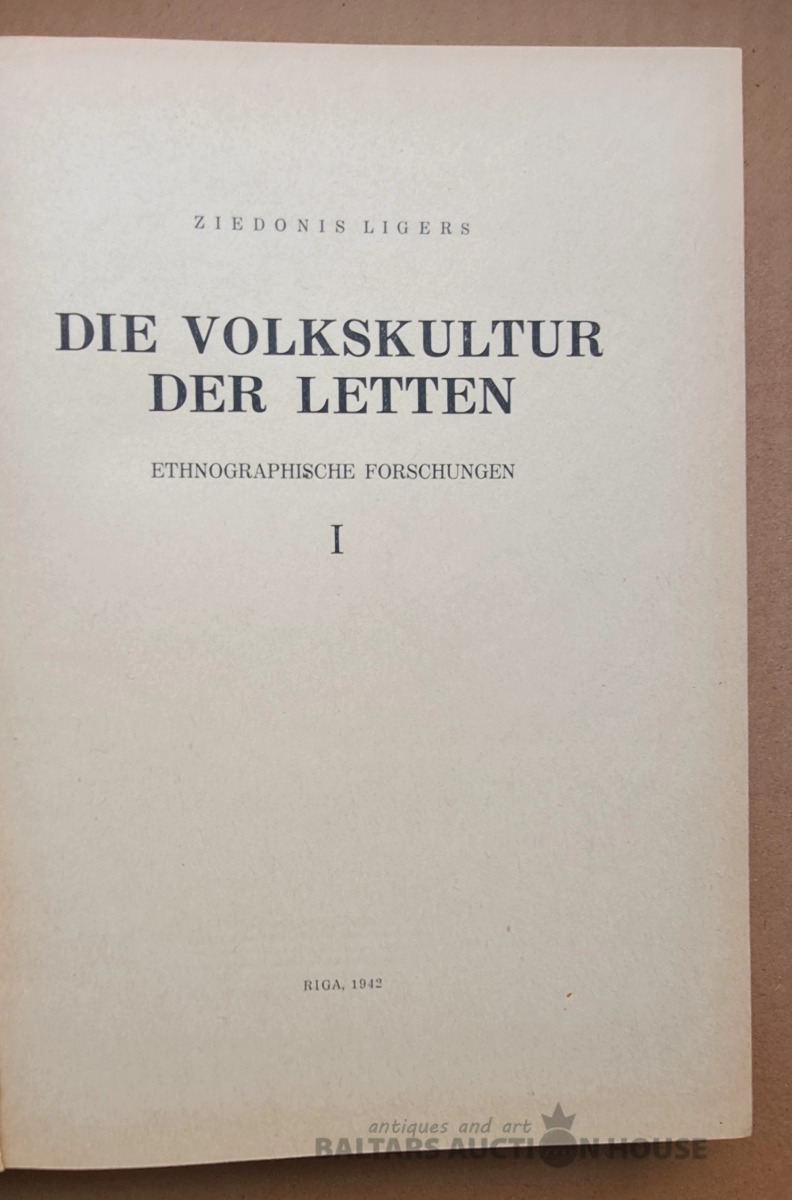 ZIEDONIS LIGERS
DIE VOLKSKULTUR
DER LETTEN
ETHNOGRAPHISCHE FORSCHUNGEN
I
RIGA, 1942
antiques and art
BALTARS AUCTION HOUSE